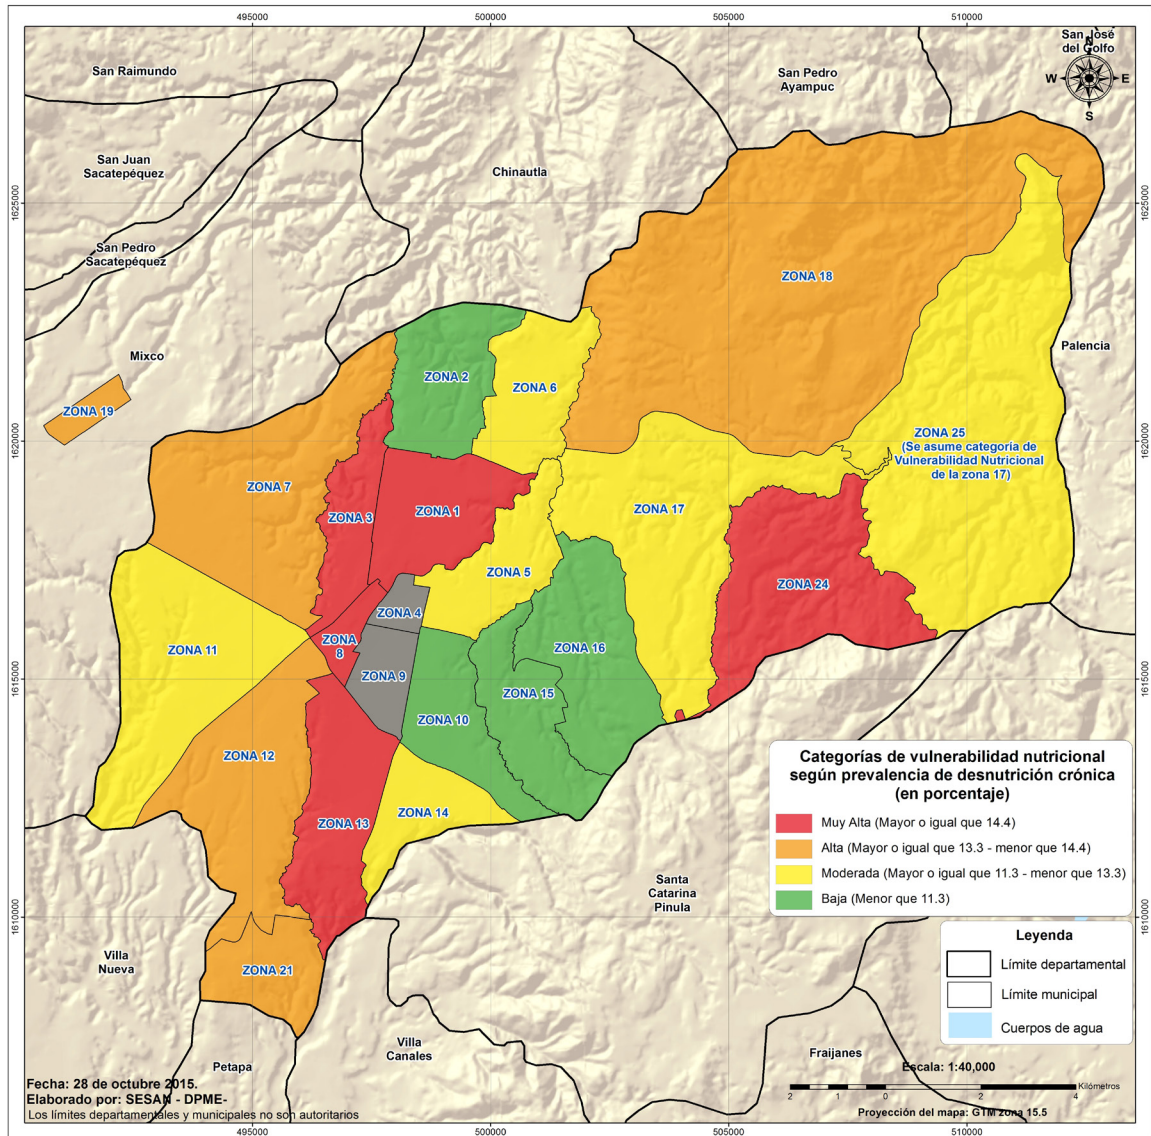 495000
500000
505000
510000
San José
del Golfo
N
W
E
S
San Raimundo
San Pedro
Ayampuc
San Juan
Sacatepéquez
Chinautla
1625000
1625000
San Pedro
Sacatepéquez
ZONA 18
Mixco
Palencia
ZONA 2
ZONA 6
ZONA 19
ZONA 25
(Se asume categoría de
Vulnerabilidad Nutricional
de la zona 17)
1620000
1620000
ZONA 7
ZONA 3
ZONA 1
ZONA 17
ZONA 5
ZONA 24
ZONA 4
ZONA
8
ZONA 11
ZONA 16
ZONA 9
ZONA 15
1615000
1615000
ZONA 10
ZONA 12
ZONA 14
ZONA 13
Categorías de vulnerabilidad nutricional
según prevalencia de desnutrición crónica
(en porcentaje)
Muy Alta (Mayor o igual que 14.4)
Alta (Mayor o igual que 13.3 - menor que 14.4)
Moderada (Mayor o igual que 11.3 - menor que 13.3)
Baja (Menor que 11.3)
Santa
Catarina
Pinula
1610000
1610000
Leyenda
Límite departamental
Límite municipal
Cuerpos de agua
Villa
Nueva
ZONA 21
Villa
Canales
Petapa
Fraijanes
Escala: 1:40,000
2
1
0
2
4
Kilómetros
Proyección del mapa: GTM zona 15.5
Fecha: 28 de octubre 2015.
Elaborado por: SESAN - DPME-
Los límites departamentales y municipales no son autoritarios
495000
500000
505000
510000